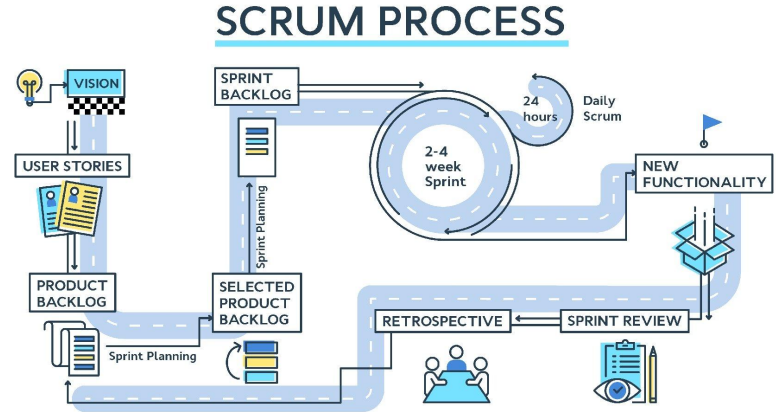 SCRUM PROCESS
VISION
USER STORIES
PRODUCT
BACKLOG
Sprint Planning
SELECTED
PRODUCT
BACKLOG
Sprint Planning
SPRINT
BACKLOG
2-4
week
Sprint
24
hours
Daily
Scrum
NEW
FUNCTIONALITY
SPRINT REVIEW
RETROSPECTIVE